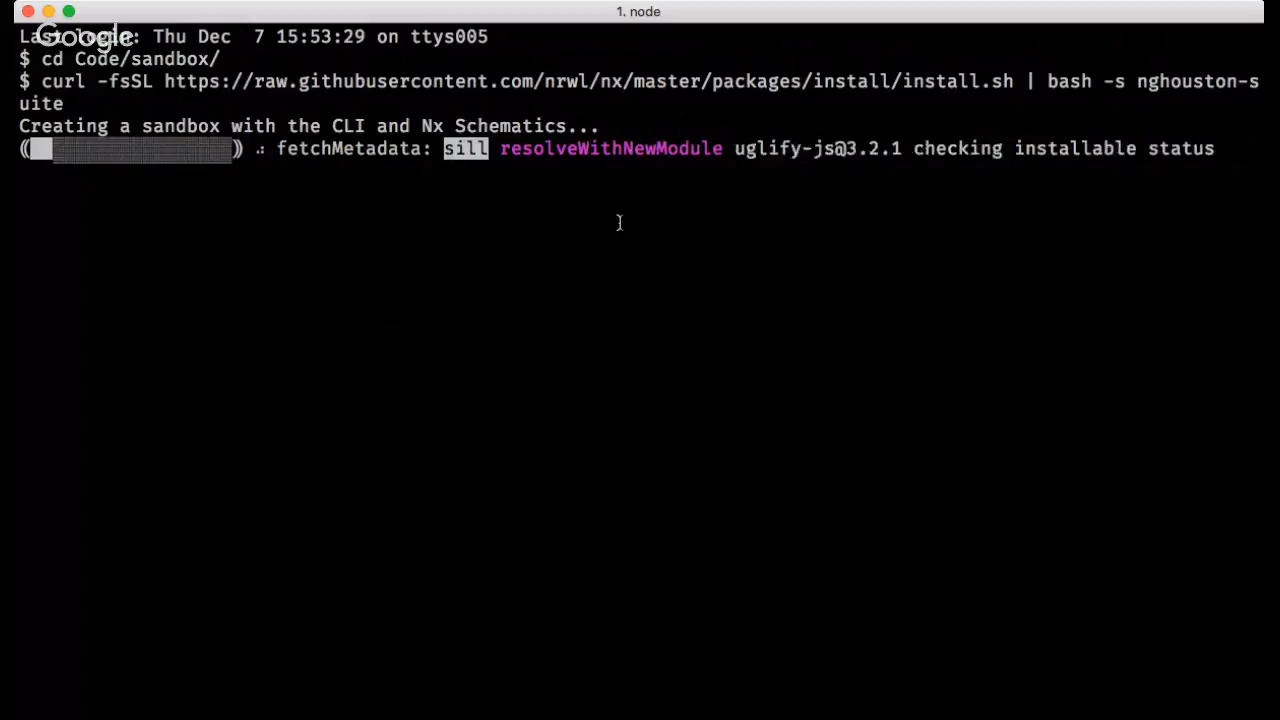 1. node
Google
Last login: Thu Dec  7 15:53:29 on ttys005
$ cd Code/sandbox/
$ curl -fsSL https://raw.githubusercontent.com/nrwl/nx/master/packages/install/install.sh | bash -s nghouston-s
uite
Creating a sandbox with the CLI and Nx Schematics...
fetchMetadata: sill resolveWithNewModule uglify-js@3.2.1 checking installable status